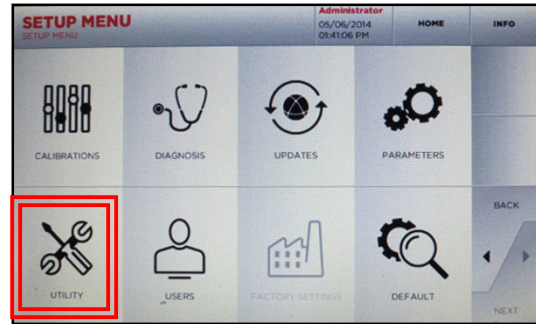 SETUP MENU
SETUP MENU
Administrator
05/06/2014
01:41:06 PM
HOME
INFO
CALIBRATIONS
DIAGNOSIS
UPDATES
PARAMETERS
BACK
UTILITY
USERS
FACTORY SETTINGS
DEFAULT
NEXT